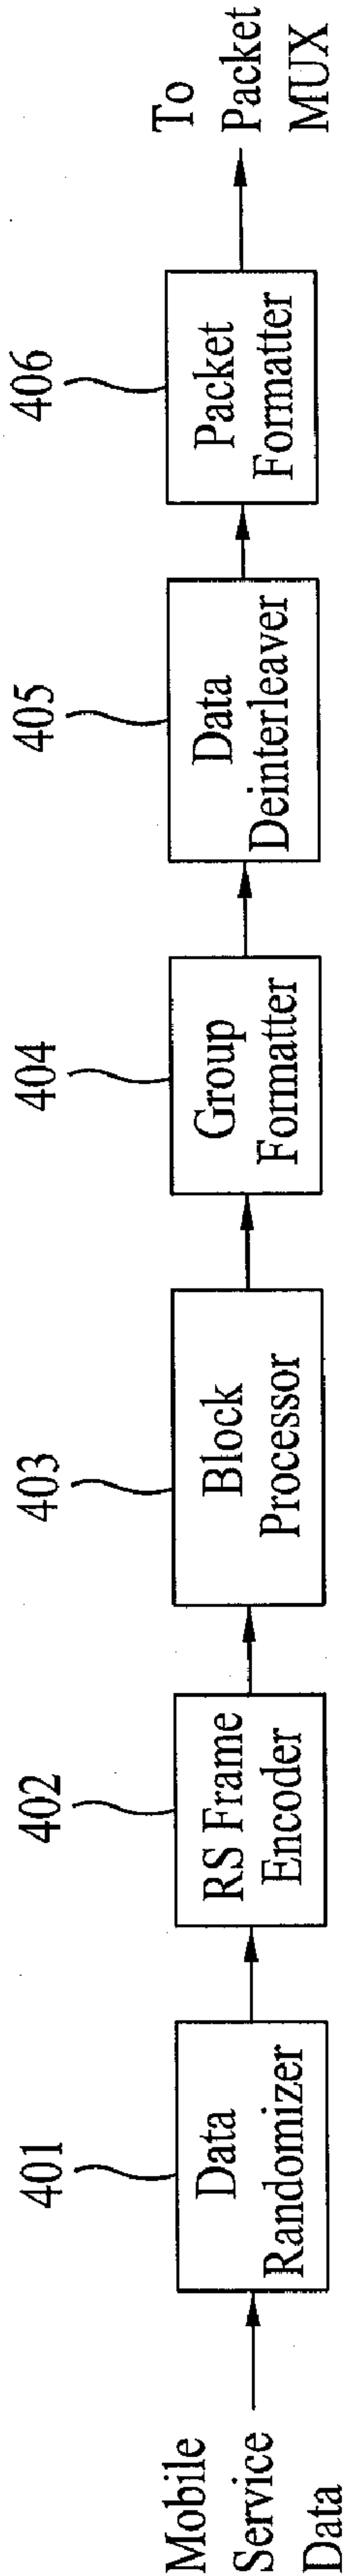 Mobile
Service
Data
401
Data
Randomizer
402
RS Frame
Encoder
403
Block
Processor
404
Group
Formatter
405
Data
Deinterleaver
406
Packet
Formatter
To
Packet
MUX